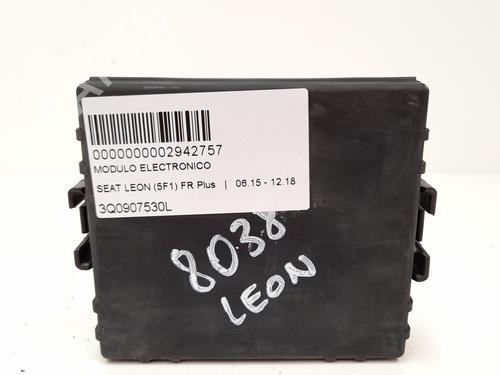 0000000002942757
MODULO ELECTRONICO
SEAT LEON (5F1) FR Plus | 06.15 - 12.18
3Q0907530L
8038
LEON